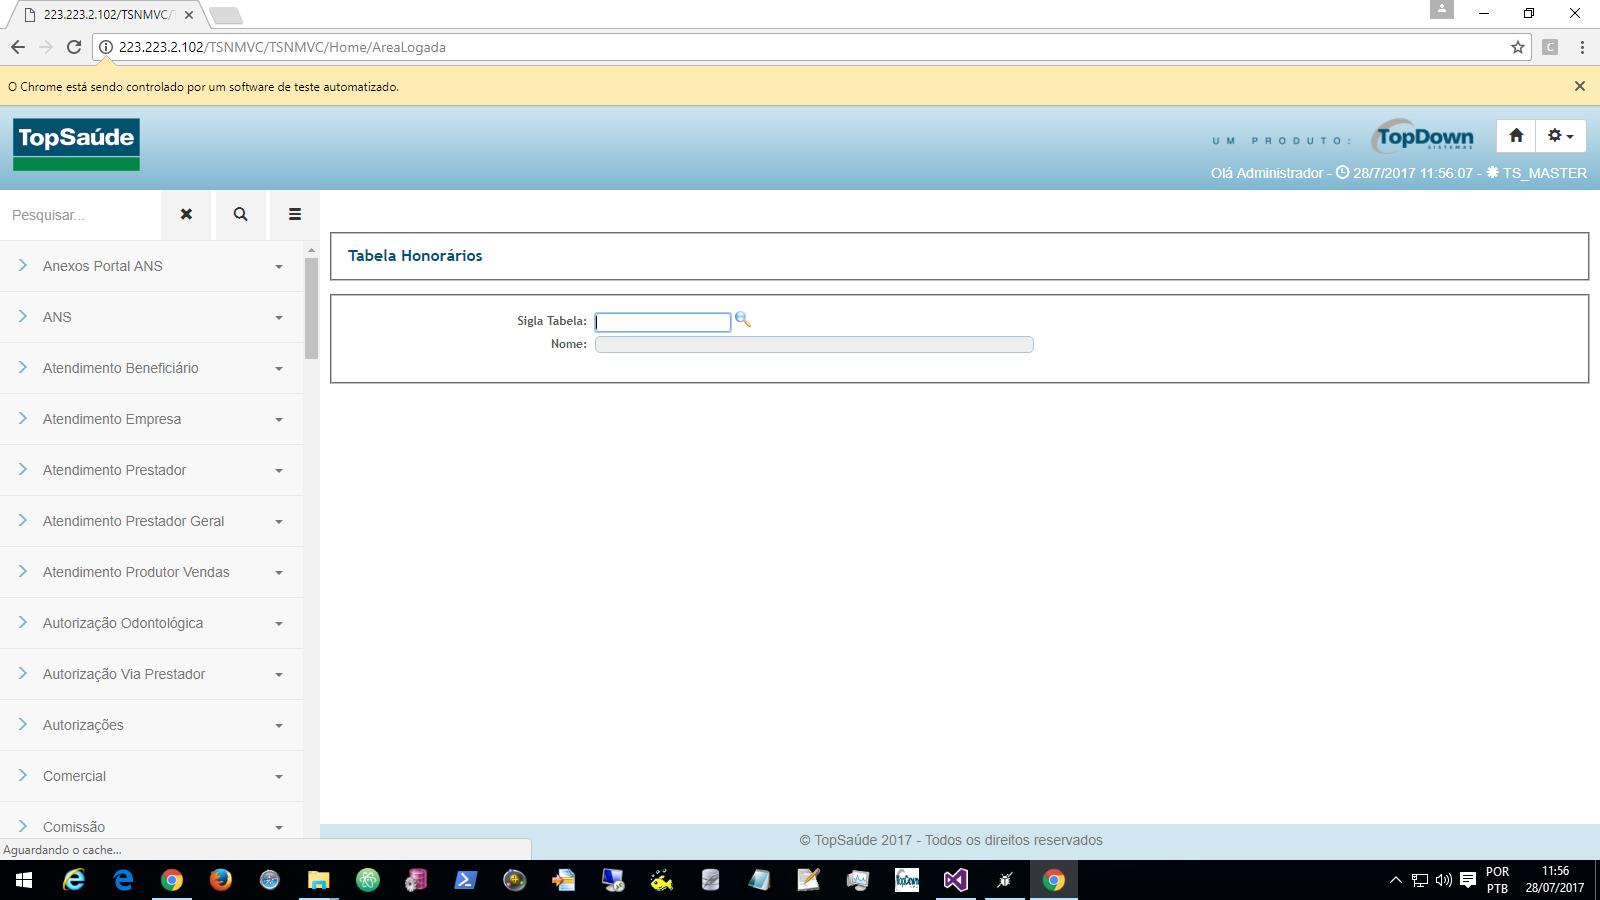 223.223.2.102/TSNMVC/
223.223.2.102/TSNMVC/TSNMVC/Home/AreaLogada
C
O Chrome está sendo controlado por um software de teste automatizado.
TopSaúde
UM PRODUTO:
TopDown
SISTEMAS
Olá Administrador - 28/7/2017 11:56:07 - TS_MASTER
Pesquisar...
Tabela Honorários
Sigla Tabela:
Nome:
Anexos Portal ANS
ANS
Atendimento Beneficiário
Atendimento Empresa
Atendimento Prestador
Atendimento Prestador Geral
Atendimento Produtor Vendas
Autorização Odontológica
Autorização Via Prestador
Autorizações
Comercial
Comissão
© TopSaúde 2017 - Todos os direitos reservados
Aguardando o cache...
TopDown
POR
PTB
11:56
28/07/2017